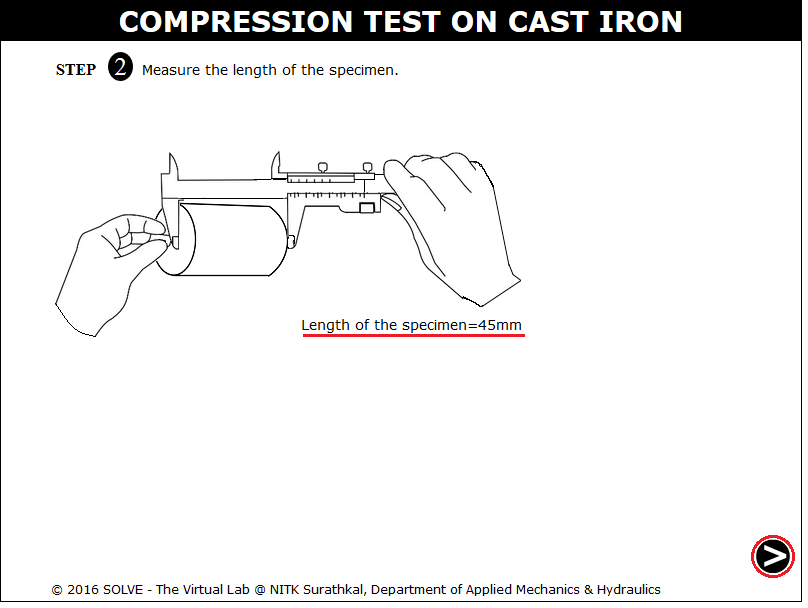 COMPRESSION TEST ON CAST IRON
STEP 2 Measure the length of the specimen.
Length of the specimen=45mm
>
© 2016 SOLVE - The Virtual Lab @ NITK Surathkal, Department of Applied Mechanics & Hydraulics